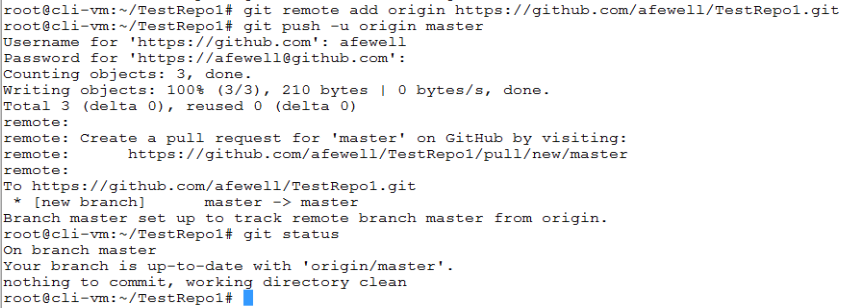 root@cli-vm:~/TestRepo1# git remote add origin https://github.com/afewell/TestRepo1.git
root@cli-vm:~/TestRepo1# git push -u origin master
Username for 'https://github.com': afewell
Password for 'https://afewell@github.com':
Counting objects: 3, done.
Writing objects: 100% (3/3), 210 bytes | 0 bytes/s, done.
Total 3 (delta 0), reused 0 (delta 0)
remote:
remote: Create a pull request for 'master' on GitHub by visiting:
remote:      https://github.com/afewell/TestRepo1/pull/new/master
remote:
To https://github.com/afewell/TestRepo1.git
 * [new branch]      master -> master
Branch master set up to track remote branch master from origin.
root@cli-vm:~/TestRepo1# git status
On branch master
Your branch is up-to-date with 'origin/master'.
nothing to commit, working directory clean
root@cli-vm:~/TestRepo1#